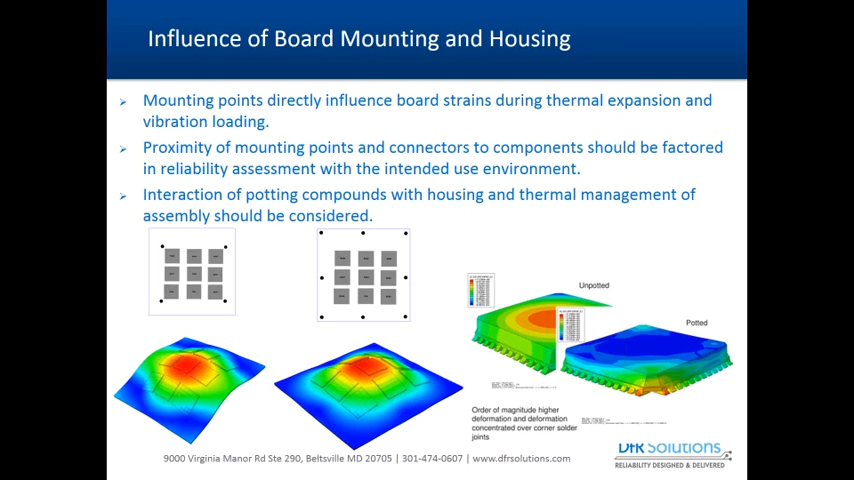 Influence of Board Mounting and Housing
Mounting points directly influence board strains during thermal expansion and
vibration loading.
Proximity of mounting points and connectors to components should be factored
in reliability assessment with the intended use environment.
Interaction of potting compounds with housing and thermal management of
assembly should be considered.
Unpotted
Potted
Order of magnitude higher
deformation and deformation
concentrated over corner solder
joints
9000 Virginia Manor Rd Ste 290, Beltsville MD 20705 | 301-474-0607 | www.dfrsolutions.com
DfR Solutions
RELIABILITY DESIGNED & DELIVERED